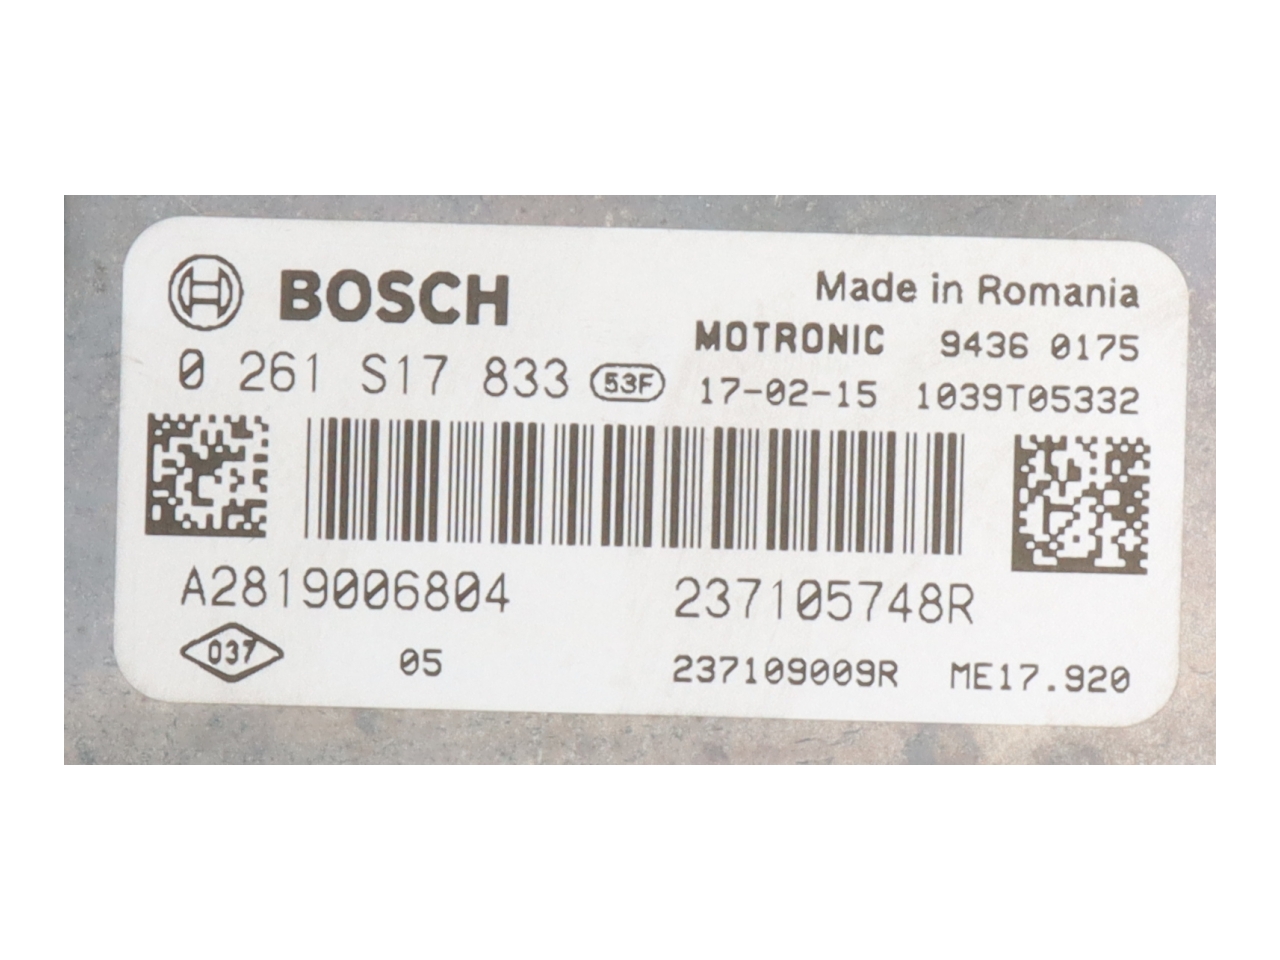 BOSCH
Made in Romania
MOTRONIC 9436 0175
0 261 S17 833 53F 17-02-15 1039T05332
A2819006804 237105748R
037 05 237109009R ME17.920